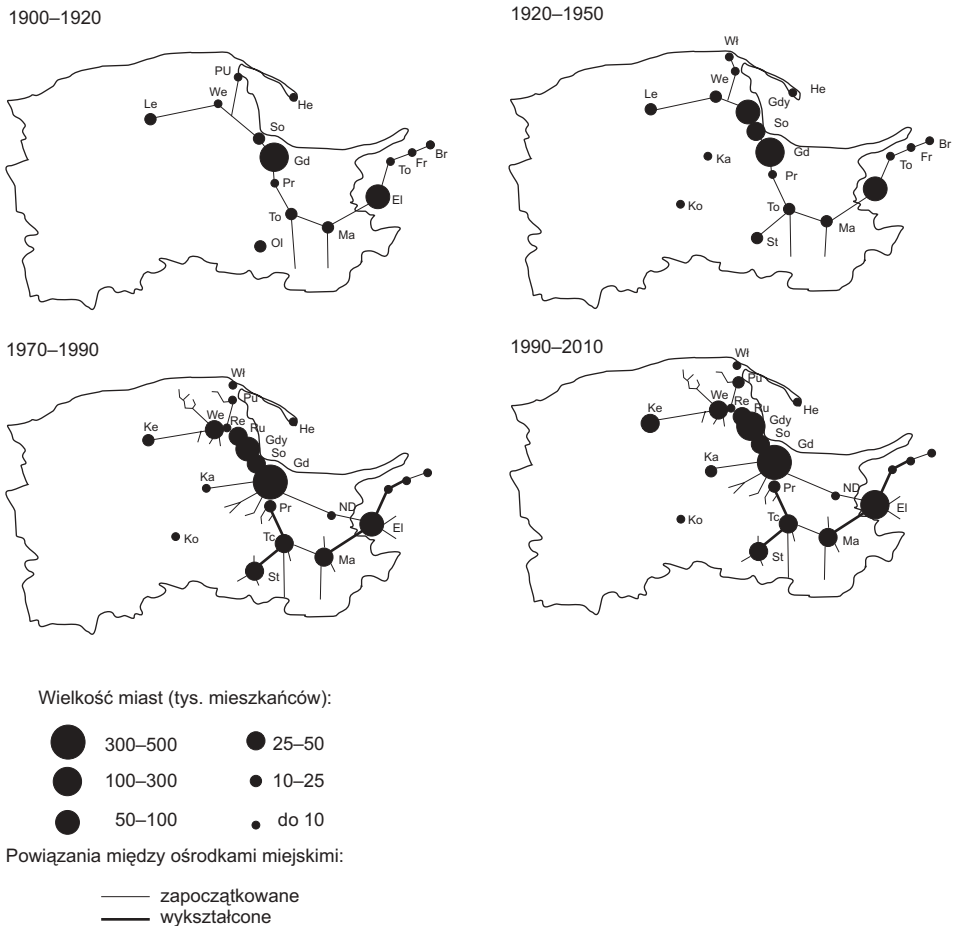 1900–1920
PU
We
He
Le
So
Gd
Br
Fr
To
Pr
El
To
Ma
Ol
1920–1950
Wł
We
He
Le
Gdy
So
Br
Ka
Gd
Fr
To
Pr
Ko
To
Ma
St
1970–1990
Wł
Pu
We
Re
He
Ke
Ru
Gdy
So
Gd
Ka
Pr
ND
El
Ko
Tc
Ma
St
1990–2010
Wł
Pu
We
Re
He
Ru
Ke
Gdy
So
Gd
Ka
Pr
ND
El
Ko
Tc
Ma
St
Wielkość miast (tys. mieszkańców):
300–500
25–50
100–300
10–25
50–100
do 10
Powiązania między ośrodkami miejskimi:
zapoczątkowane
wykształcone